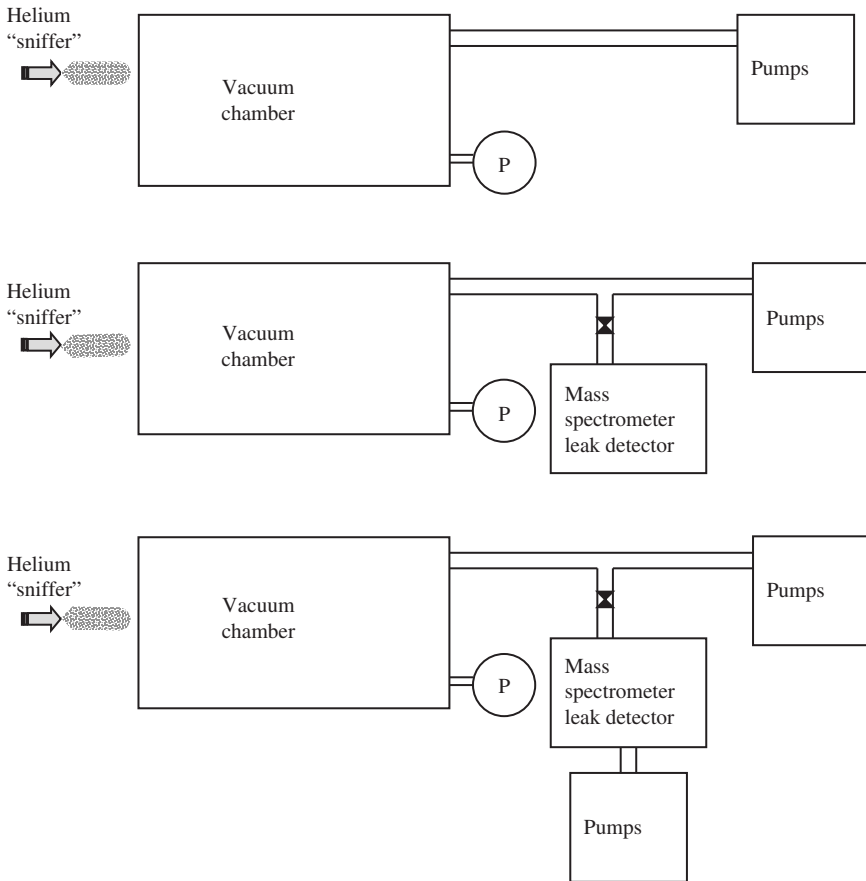 Helium
“sniffer”
Vacuum
chamber
Pumps
P
Helium
“sniffer”
Vacuum
chamber
Pumps
P
Mass
spectrometer
leak detector
Helium
“sniffer”
Vacuum
chamber
Pumps
P
Mass
spectrometer
leak detector
Pumps